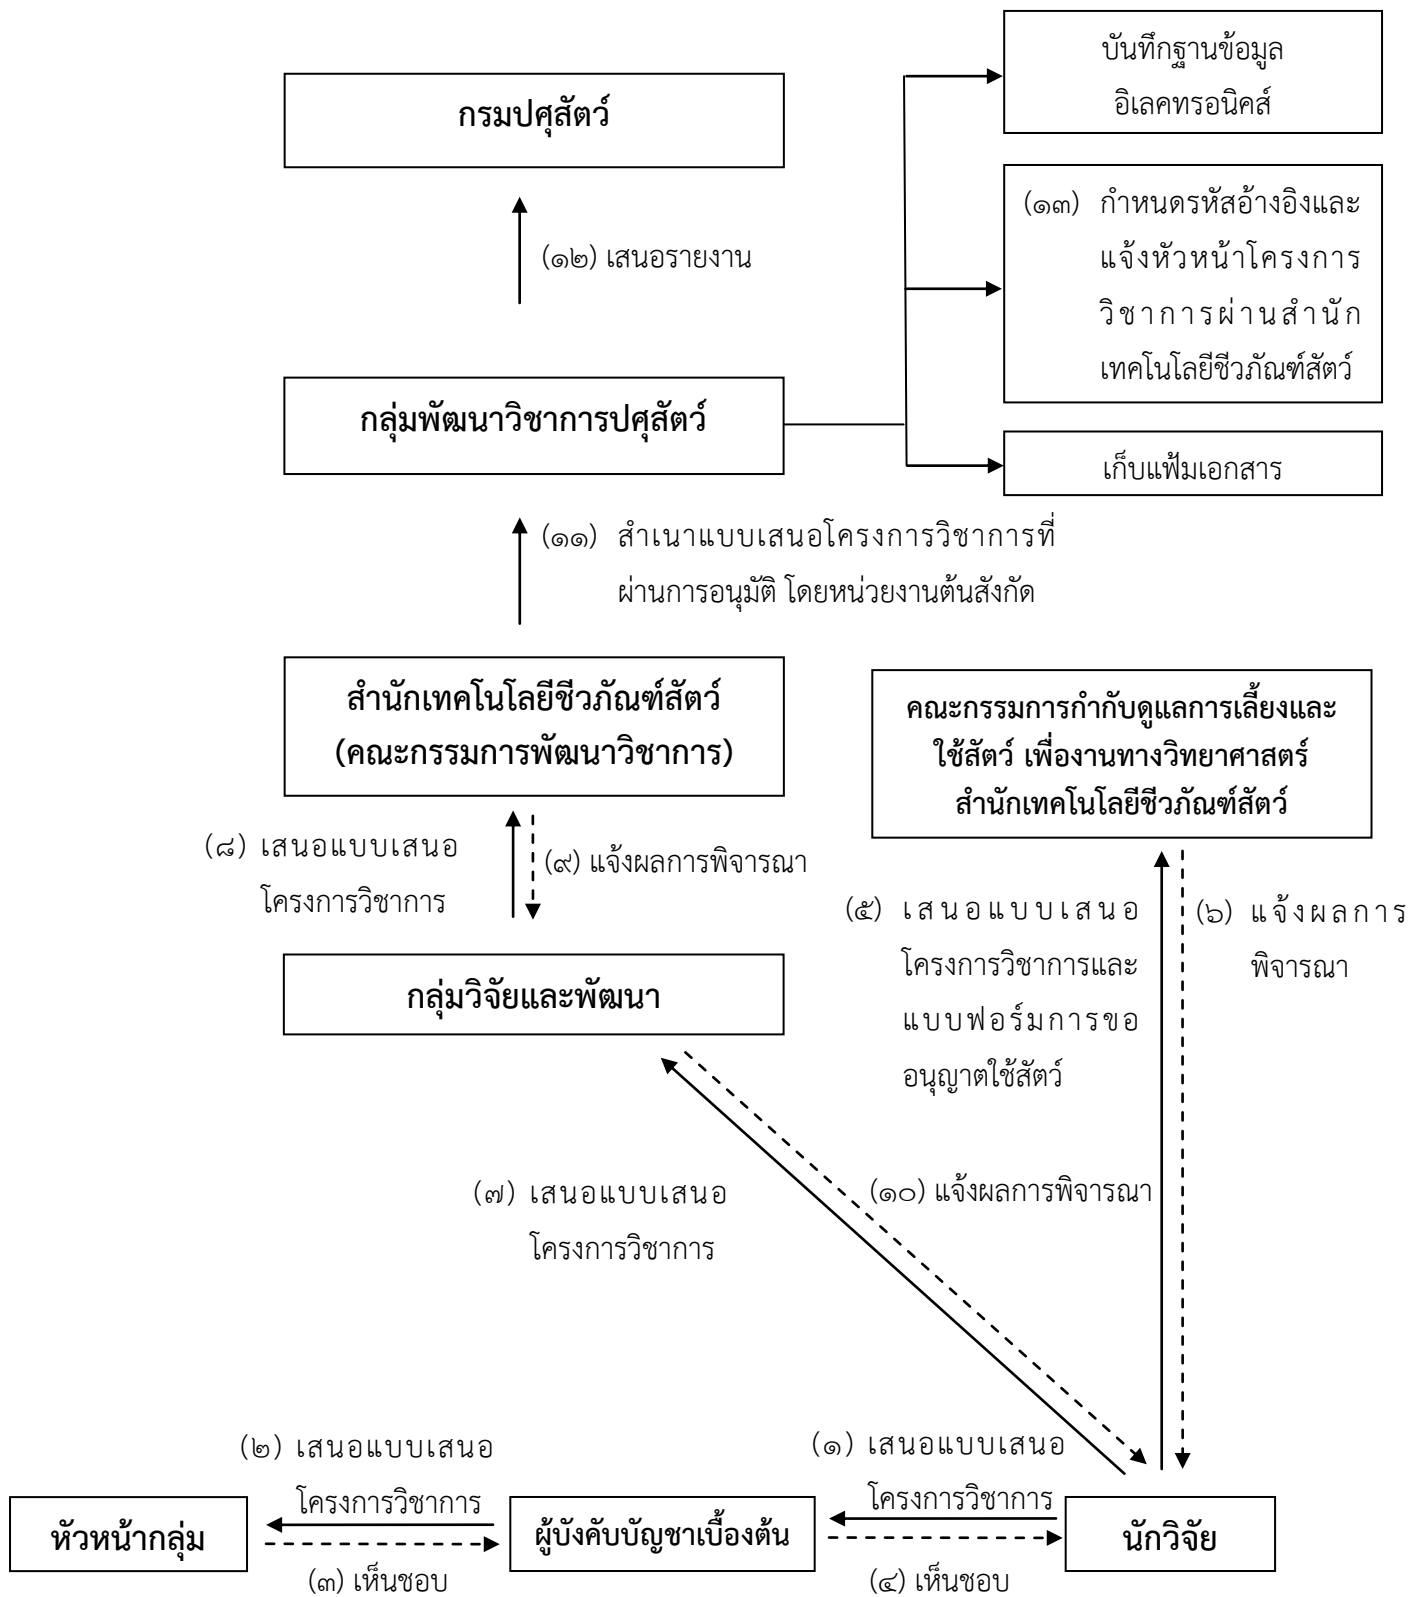 บันทึกฐานข้อมูล
อิเลคทรอนิคส์
กรมปศุสัตว์
(๑๓) กำหนดรหัสอ้างอิงและ
แจ้งหัวหน้าโครงการ
วิชาการผ่านสำนัก
เทคโนโลยีชีวภัณฑ์สัตว์
(๑๒) เสนอรายงาน
กลุ่มพัฒนาวิชาการปศุสัตว์
เก็บแฟ้มเอกสาร
(๑๑) สำเนาแบบเสนอโครงการวิชาการที่
ผ่านการอนุมัติ โดยหน่วยงานต้นสังกัด
สำนักเทคโนโลยีชีวภัณฑ์สัตว์
(คณะกรรมการพัฒนาวิชาการ)
คณะกรรมการกำกับดูแลการเลี้ยงและ
ใช้สัตว์ เพื่องานทางวิทยาศาสตร์
สำนักเทคโนโลยีชีวภัณฑ์สัตว์
(๘) เสนอแบบเสนอ
โครงการวิชาการ
(๙) แจ้งผลการพิจารณา
(๕) เสนอแบบเสนอ
โครงการวิชาการและ
แบบฟอร์มการขอ
อนุญาตใช้สัตว์
(๖) แจ้งผลการ
พิจารณา
กลุ่มวิจัยและพัฒนา
(๗) เสนอแบบเสนอ
โครงการวิชาการ
(๑๐) แจ้งผลการพิจารณา
(๒) เสนอแบบเสนอ
โครงการวิชาการ
(๑) เสนอแบบเสนอ
โครงการวิชาการ
หัวหน้ากลุ่ม
ผู้บังคับบัญชาเบื้องต้น
นักวิจัย
(๓) เห็นชอบ
(๔) เห็นชอบ